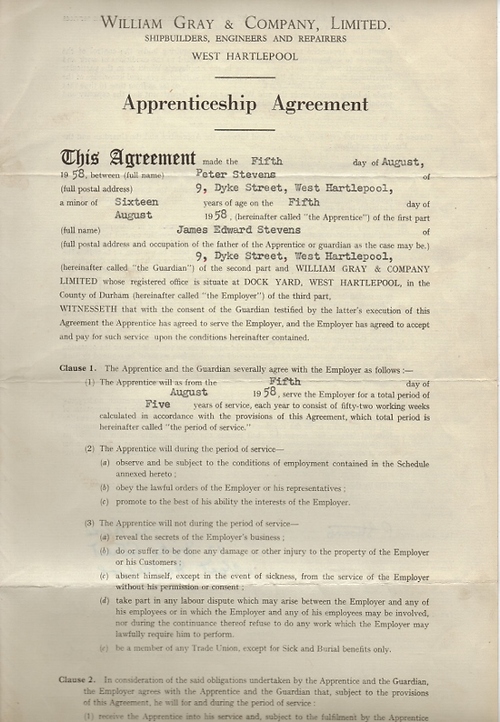 WILLIAM GRAY & COMPANY, LIMITED.
SHIPBUILDERS, ENGINEERS AND REPAIRERS
WEST HARTLEPOOL
Apprenticeship Agreement
This Agreement made the Fifth day of August,
1958, between (full name) Peter Stevens of
(full postal address) 9, Dyke Street, West Hartlepool,
a minor of Sixteen years of age on the Fifth day of
August 1958, (hereinafter called "the Apprentice") of the first part
(full name) James Edward Stevens of
(full postal address and occupation of the father of the Apprentice or guardian as the case may be.)
9, Dyke Street, West Hartlepool,
(hereinafter called "the Guardian") of the second part and WILLIAM GRAY & COMPANY
LIMITED whose registered office is situate at DOCK YARD, WEST HARTLEPOOL, in the
County of Durham (hereinafter called "the Employer") of the third part,
WITNESSETH that with the consent of the Guardian testified by the latter's execution of this
Agreement the Apprentice has agreed to serve the Employer, and the Employer has agreed to accept
and pay for such service upon the conditions hereinafter contained.
Clause 1. The Apprentice and the Guardian severally agree with the Employer as follows :—
(1) The Apprentice will as from the Fifth day of
August 1958, serve the Employer for a total period of
Five years of service, each year to consist of fifty-two working weeks
calculated in accordance with the provisions of this Agreement, which total period is
hereinafter called "the period of service."
(2) The Apprentice will during the period of service—
(a) observe and be subject to the conditions of employment contained in the Schedule
annexed hereto ;
(b) obey the lawful orders of the Employer or his representatives ;
(c) promote to the best of his ability the interests of the Employer.
(3) The Apprentice will not during the period of service—
(a) reveal the secrets of the Employer's business ;
(b) do or suffer to be done any damage or other injury to the property of the Employer
or his Customers ;
(c) absent himself, except in the event of sickness, from the service of the Employer
without his permission or consent ;
(d) take part in any labour dispute which may arise between the Employer and any of
his employees or in which the Employer and any of his employees may be involved,
nor during the continuance thereof refuse to do any work which the Employer may
lawfully require him to perform.
(e) be a member of any Trade Union, except for Sick and Burial benefits only.
Clause 2. In consideration of the said obligations undertaken by the Apprentice and the Guardian,
the Employer agrees with the Apprentice and the Guardian that, subject to the provisions
of this Agreement, he will for and during the period of service :
(1) receive the Apprentice into his service and, subject to the fulfilment by the Apprentice